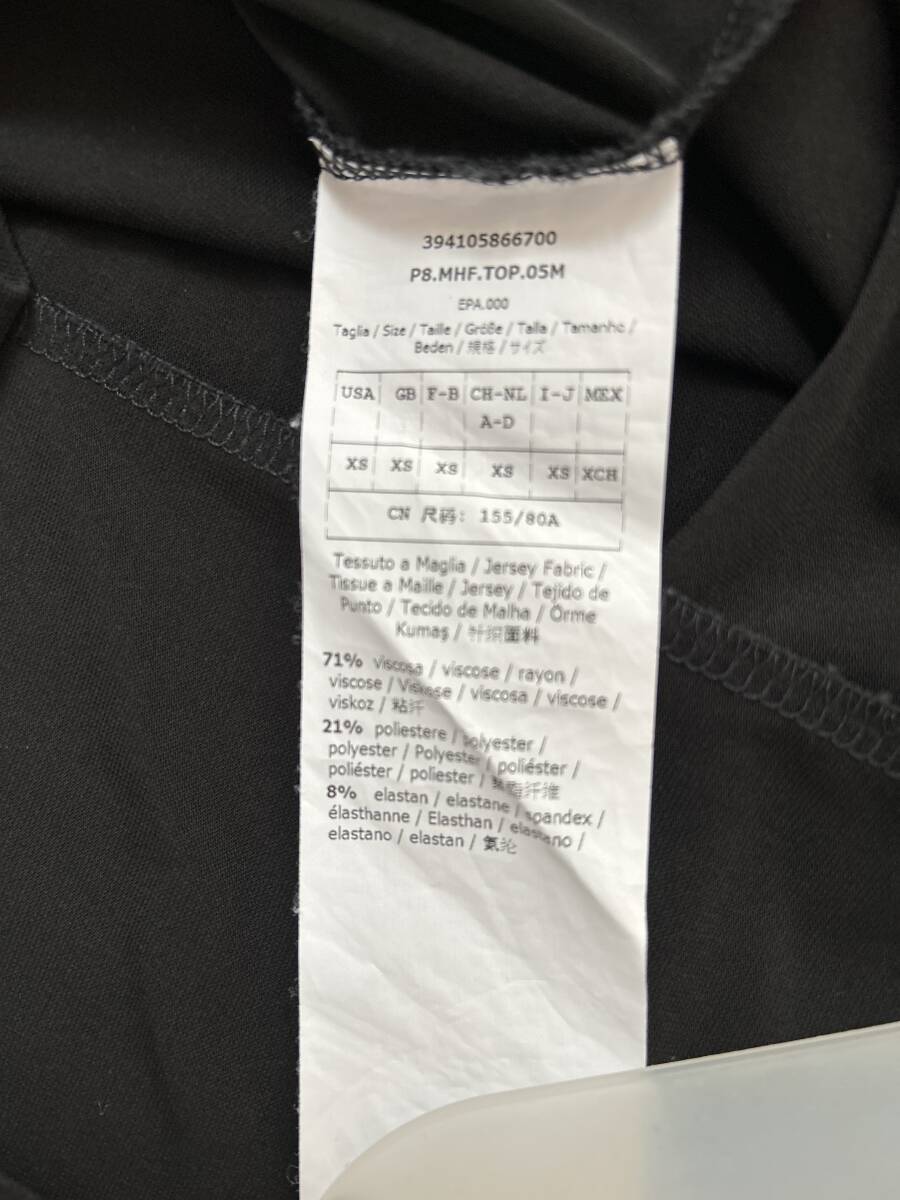 394105866700
P8.MHF.TOP.05M
EPA.000
Taglia / Size / Taille / Größe / Talla / Tamanho /
Beden / 規格 / サイズ
USA GB F-B CH-NL I-J MEX
A-D
XS XS XS XS XS XCH
CN 尺码: 155/80A
Tessuto a Maglia / Jersey Fabric /
Tissue a Maille / Jersey / Tejido de
Punto / Tecido de Malha / Örme
Kumaş / 针织面料
71% viscosa / viscose / rayon /
viscose / Viskose / viscosa / viscose /
viskoz / 粘纤
21% poliestere / polyester /
polyester / Polyester / poliéster /
poliéster / poliester / 聚酯纤维
8% elastan / elastane / spandex /
élasthanne / Elasthan / elastano /
elastano / elastan / 氨纶